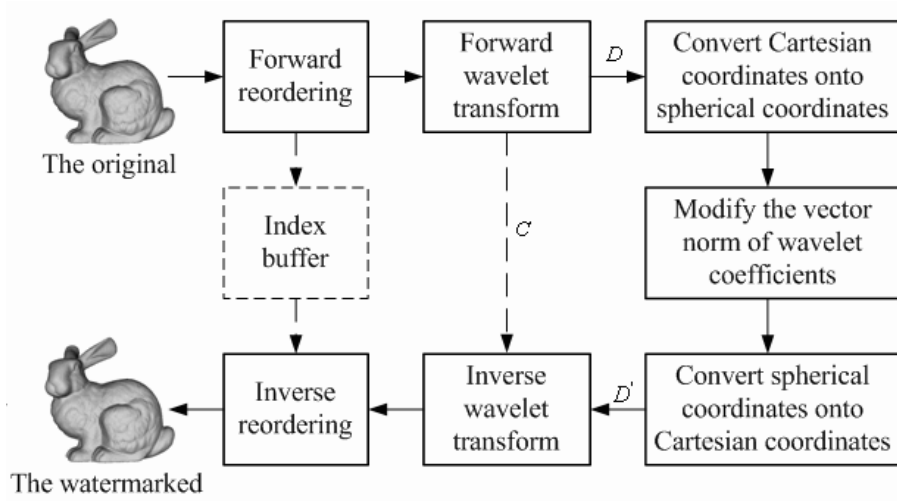 The original
Forward
reordering
Forward
wavelet
transform
D
Convert Cartesian
coordinates onto
spherical coordinates
Index
buffer
C
Modify the vector
norm of wavelet
coefficients
The watermarked
Inverse
reordering
Inverse
wavelet
transform
D'
Convert spherical
coordinates onto
Cartesian coordinates